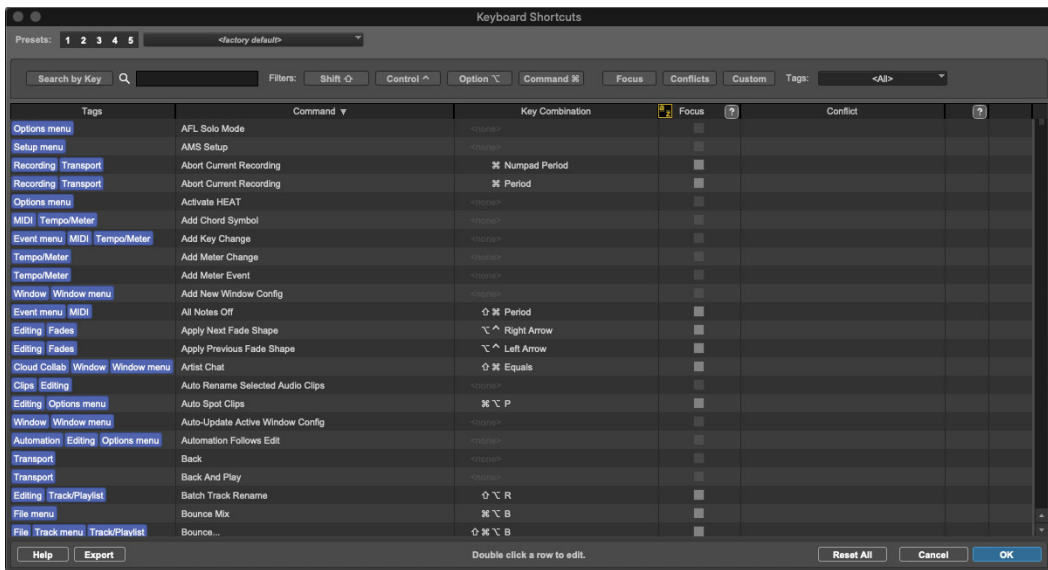 Keyboard Shortcuts
Presets: 1 2 3 4 5 <factory default>
Search by Key Filters: Shift ⇧ Control ^ Option ⌥ Command ⌘ Focus Conflicts Custom Tags: <All>
Tags Command ▼ Key Combination a z Focus ? Conflict ?
Options menu AFL Solo Mode <none>
Setup menu AMS Setup <none>
Recording Transport Abort Current Recording ⌘ Numpad Period
Recording Transport Abort Current Recording ⌘ Period
Options menu Activate HEAT <none>
MIDI Tempo/Meter Add Chord Symbol <none>
Event menu MIDI Tempo/Meter Add Key Change <none>
Tempo/Meter Add Meter Change <none>
Tempo/Meter Add Meter Event <none>
Window Window menu Add New Window Config <none>
Event menu MIDI All Notes Off ⇧ ⌘ Period
Editing Fades Apply Next Fade Shape ⌥ ^ Right Arrow
Editing Fades Apply Previous Fade Shape ⌥ ^ Left Arrow
Cloud Collab Window Window menu Artist Chat ⇧ ⌘ Equals
Clips Editing Auto Rename Selected Audio Clips <none>
Editing Options menu Auto Spot Clips ⌘ ⌥ P
Window Window menu Auto-Update Active Window Config <none>
Automation Editing Options menu Automation Follows Edit <none>
Transport Back <none>
Transport Back And Play <none>
Editing Track/Playlist Batch Track Rename ⇧ ⌥ R
File menu Bounce Mix ⌘ ⌥ B
File Track menu Track/Playlist Bounce... ⇧ ⌘ ⌥ B
Help Export Double click a row to edit. Reset All Cancel OK